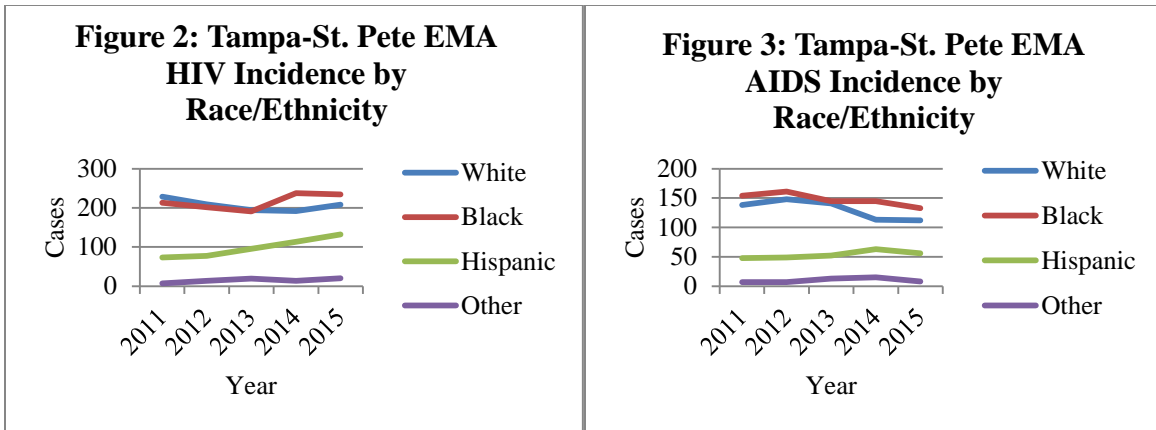 Figure 2: Tampa-St. Pete EMA
HIV Incidence by
Race/Ethnicity
300
200
100
0
Cases
2011
2012
2013
2014
2015
Year
White
Black
Hispanic
Other
Figure 3: Tampa-St. Pete EMA
AIDS Incidence by
Race/Ethnicity
200
150
100
50
0
Cases
2011
2012
2013
2014
2015
Year
White
Black
Hispanic
Other